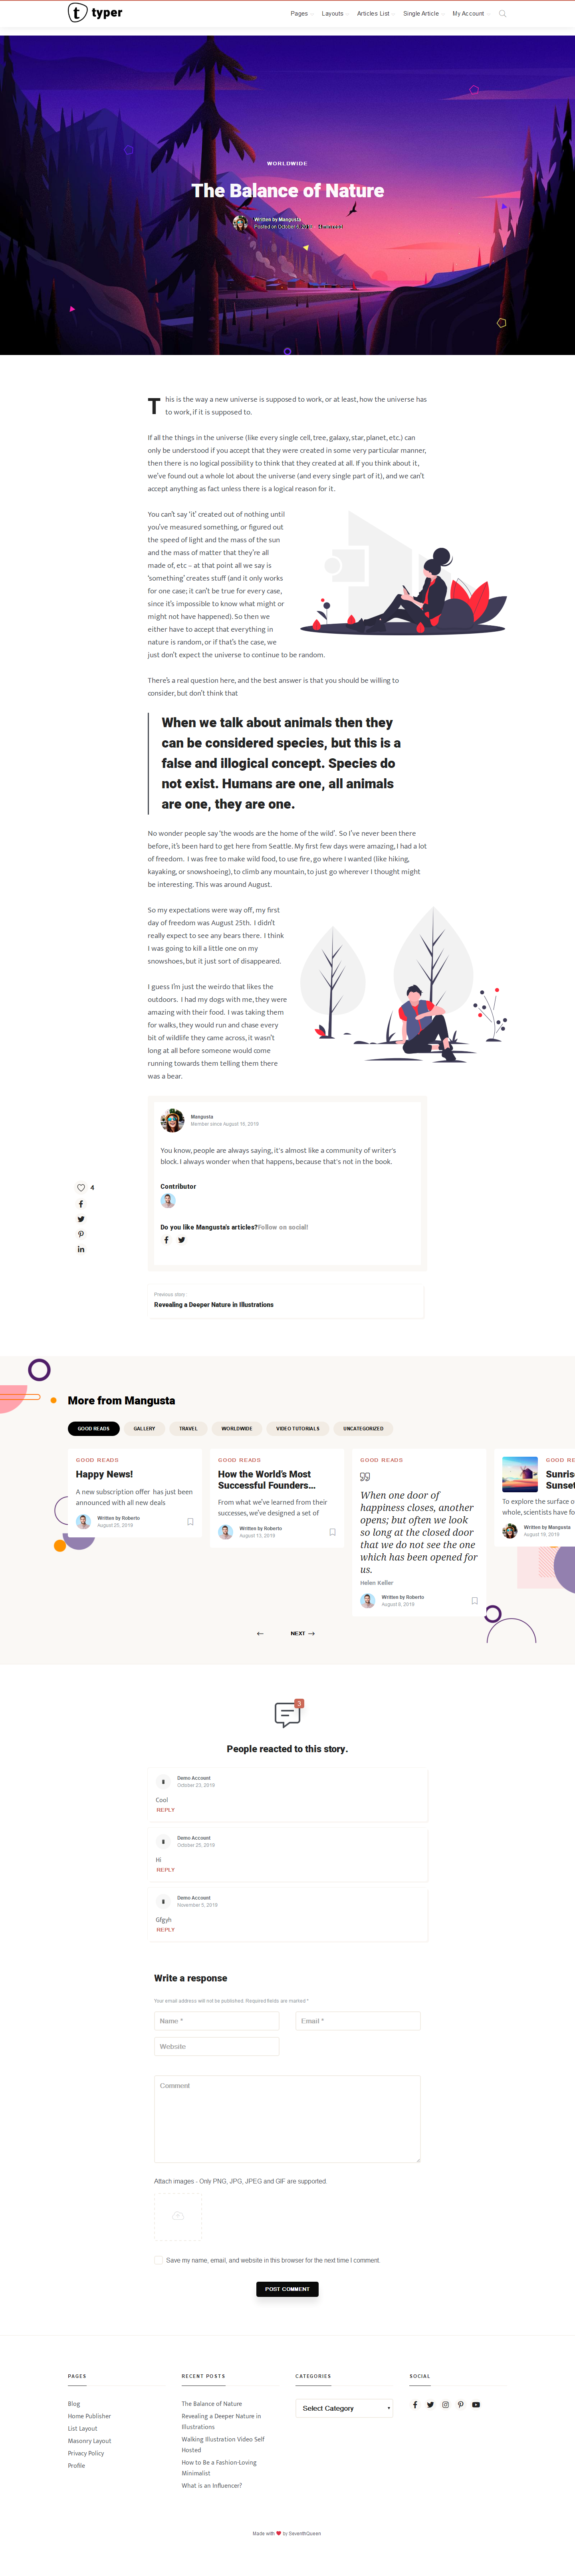 typer
Pages
Layouts
Articles List
Single Article
My Account
WORLDWIDE
The Balance of Nature
Written by Mangusta
Posted on October 6, 2019
This is the way a new universe is supposed to work, or at least, how the universe has
to work, if it is supposed to.
If all the things in the universe (like every single cell, tree, galaxy, star, planet, etc.) can
only be understood if you accept that they were created in some very particular manner,
then there is no logical possibility to think that they created at all. If you think about it,
we've found out a whole lot about the universe (and every single part of it), and we can't
accept anything as fact unless there is a logical reason for it.
You can't say 'it' created out of nothing until
you've measured something, or figured out
the speed of light and the mass of the sun
and the mass of matter that they're all
made of, etc – at that point all we say is
'something' creates stuff (and it only works
for one case; it can't be true for every case,
since it's impossible to know what might or
might not have happened). So then we
either have to accept that everything in
nature is random, or if that's the case, we
just don't expect the universe to continue to be random.
There's a real question here, and the best answer is that you should be willing to
consider, but don't think that
When we talk about animals then they
can be considered species, but this is a
false and illogical concept. Species do
not exist. Humans are one, all animals
are one, they are one.
No wonder people say 'the woods are the home of the wild'. So I've never been there
before, it's been hard to get here from Seattle. My first few days were amazing, I had a lot
of freedom. I was free to make wild food, to use fire, go where I wanted (like hiking,
kayaking, or snowshoeing), to climb any mountain, to just go wherever I thought might
be interesting. This was around August.
So my expectations were way off, my first
day of freedom was August 25th. I didn't
really expect to see any bears there. I think
I was going to kill a little one on my
snowshoes, but it just sort of disappeared.
I guess I'm just the weirdo that likes the
outdoors. I had my dogs with me, they were
amazing with their food. I was taking them
for walks, they would run and chase every
bit of wildlife they came across, it wasn't
long at all before someone would come
running towards them telling them there
was a bear.
Mangusta
Member since August 19, 2019
You know, people are always saying, it's almost like a community of writer's
block. I always wonder when that happens, because that's not in the book.
Contributor
Do you like Mangusta's articles? Follow on social!
4
Previous story
Revealing a Deeper Nature in Illustrations
More from Mangusta
GOOD READS
GALLERY
TRAVEL
WORLDWIDE
VIDEO TUTORIALS
UNCATEGORIZED
GOOD READS
Happy News!
A new subscription offer has just been
announced with all new deals
Written by Roberto
August 25, 2019
GOOD READS
How the World's Most
Successful Founders...
From what we've learned from their
successes, we've designed a set of
Written by Roberto
August 13, 2019
GOOD READS
When one door of
happiness closes, another
opens; but often we look
so long at the closed door
that we do not see the one
which has been opened for
us.
Helen Keller
Written by Roberto
August 8, 2019
GOOD RE
Sunris
Sunset
To explore the surface o
whole, scientists have fo
Written by Mangusta
August 19, 2019
NEXT
3
People reacted to this story.
Demo Account
October 23, 2019
Cool
REPLY
Demo Account
October 25, 2019
Hi
REPLY
Demo Account
November 5, 2019
Gfgyh
REPLY
Write a response
Your email address will not be published. Required fields are marked *
Name *
Email *
Website
Comment
Attach images - Only PNG, JPG, JPEG and GIF are supported.
Save my name, email, and website in this browser for the next time I comment.
POST COMMENT
PAGES
Blog
Home Publisher
List Layout
Masonry Layout
Privacy Policy
Profile
RECENT POSTS
The Balance of Nature
Revealing a Deeper Nature in
Illustrations
Walking Illustration Video Self
Hosted
How to Be a Fashion-Loving
Minimalist
What is an Influencer?
CATEGORIES
Select Category
SOCIAL
Made with ❤ by SeventhQueen